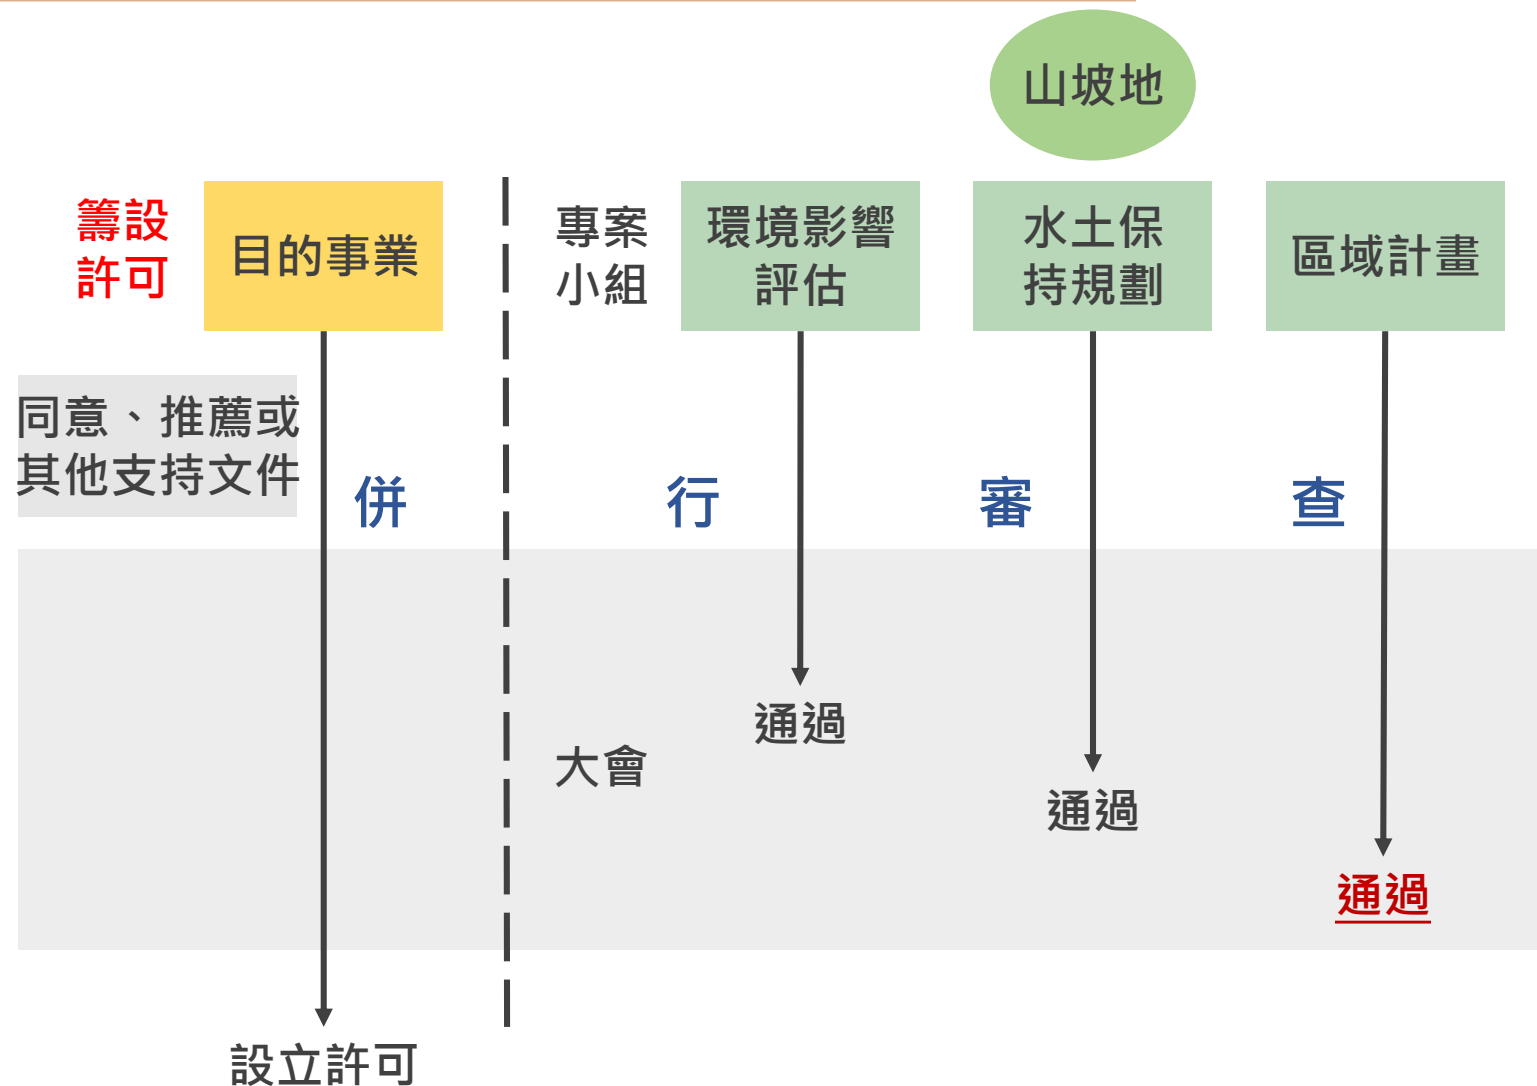 山坡地
籌設
許可
目的事業
專案
小組
環境影響
評估
水土保
持規劃
區域計畫
同意、推薦或
其他支持文件
併 行 審 查
大會
通過
通過
通過
設立許可